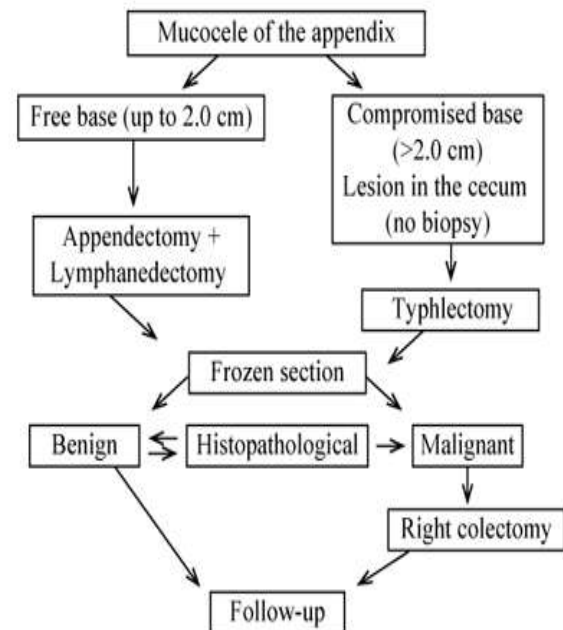 Mucocele of the appendix
Free base (up to 2.0 cm)
Compromised base
(>2.0 cm)
Lesion in the cecum
(no biopsy)
Appendectomy +
Lymphanedectomy
Typhlectomy
Frozen section
Benign
Histopathological
Malignant
Right colectomy
Follow-up